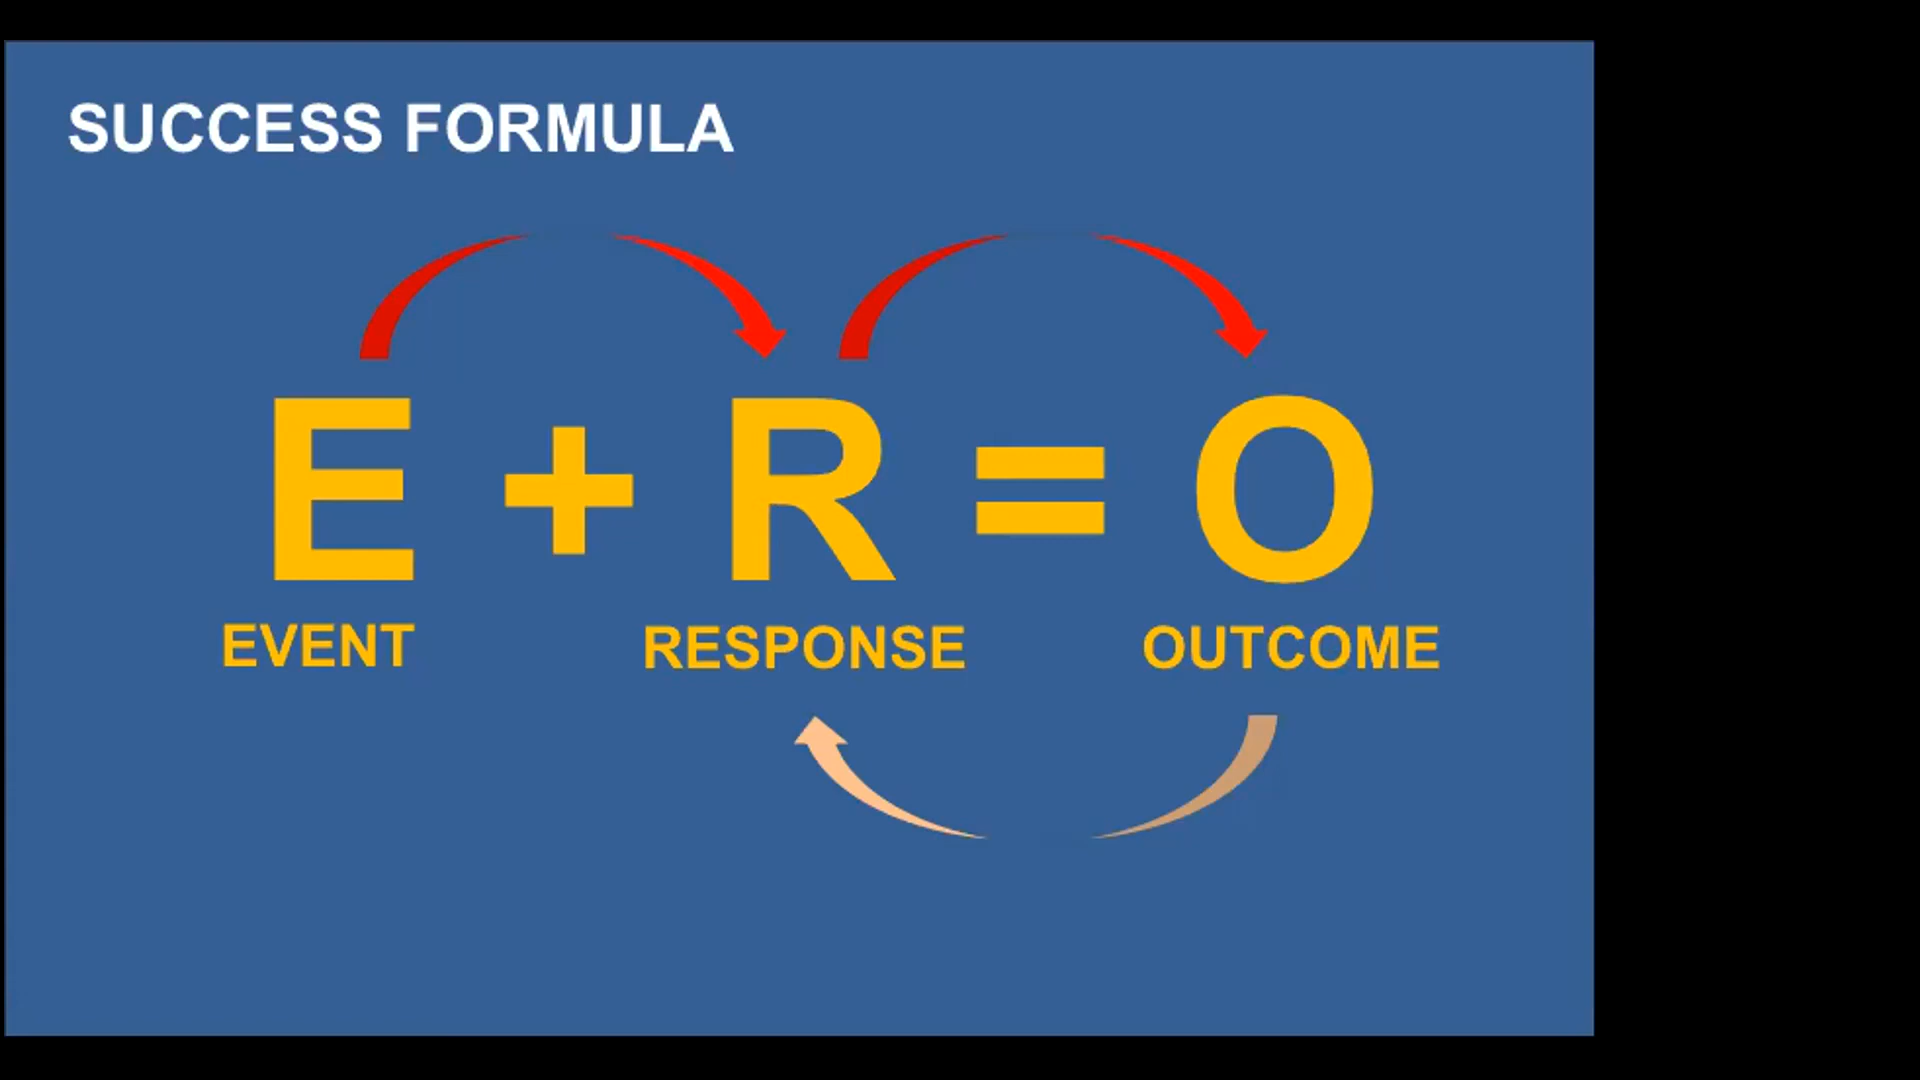 SUCCESS FORMULA
E + R = O
EVENT RESPONSE OUTCOME